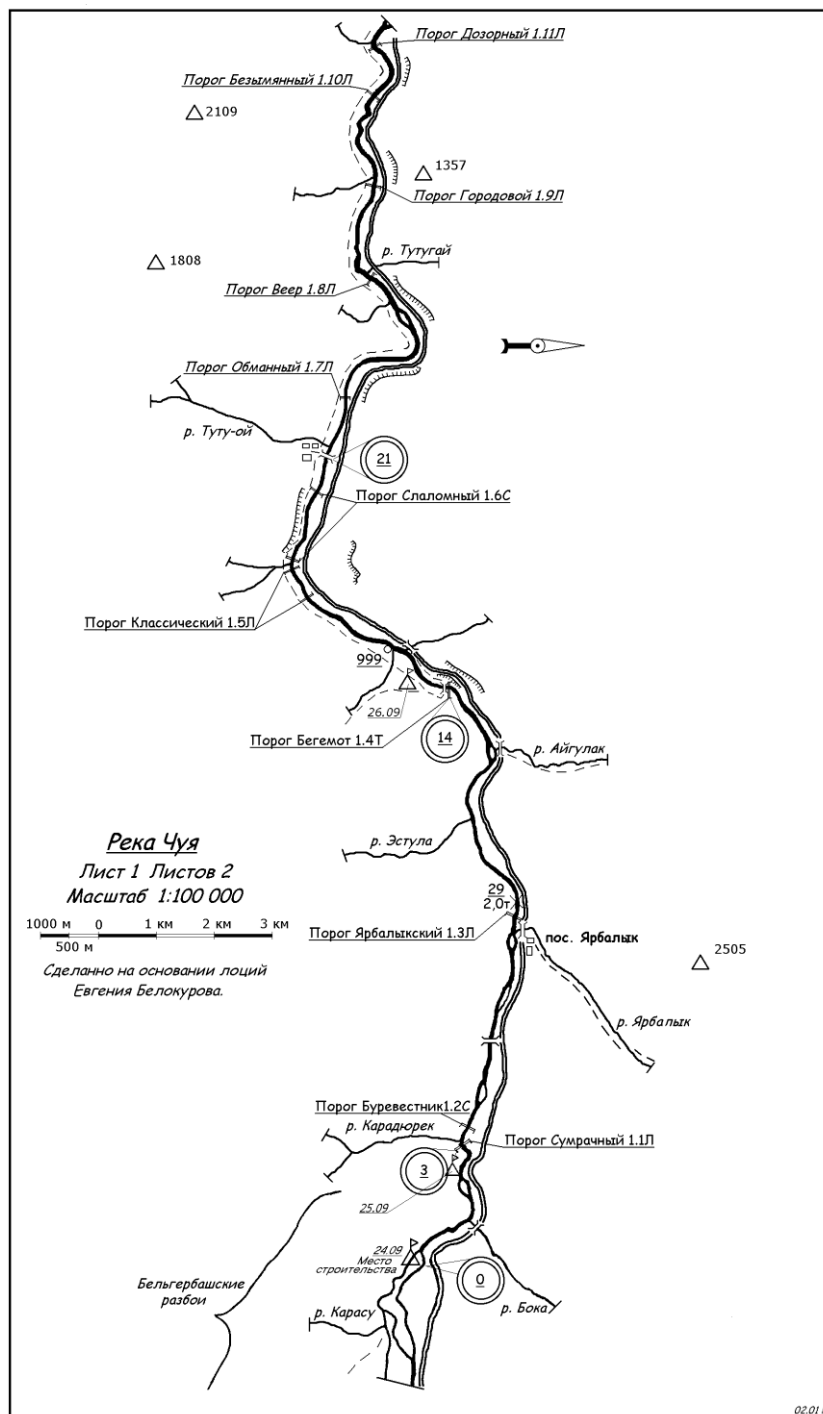 Порог Дозорный 1.11Л
Порог Безымянный 1.10Л
2109
1357
Порог Городовой 1.9Л
р. Тутугай
1808
Порог Веер 1.8Л
Порог Обманный 1.7Л
р. Туту-ой
21
Порог Слаломный 1.6С
Порог Классический 1.5Л
999
26.09
Порог Бегемот 1.4Т
14
р. Айгулак
Река Чуя
Лист 1 Листов 2
Масштаб 1:100 000
1000 м 0 1 км 2 км 3 км
500 м
Сделанно на основании лоций
Евгения Белокурова.
р. Эстула
29
2,0т
Порог Ярбалыкский 1.3Л
пос. Ярбалык
2505
р. Ярбалык
Порог Буревестник1.2С
р. Карадюрек
Порог Сумрачный 1.1Л
3
25.09
24.09
Место
строительства
0
Бельгербашские
разбои
р. Карасу
р. Бока